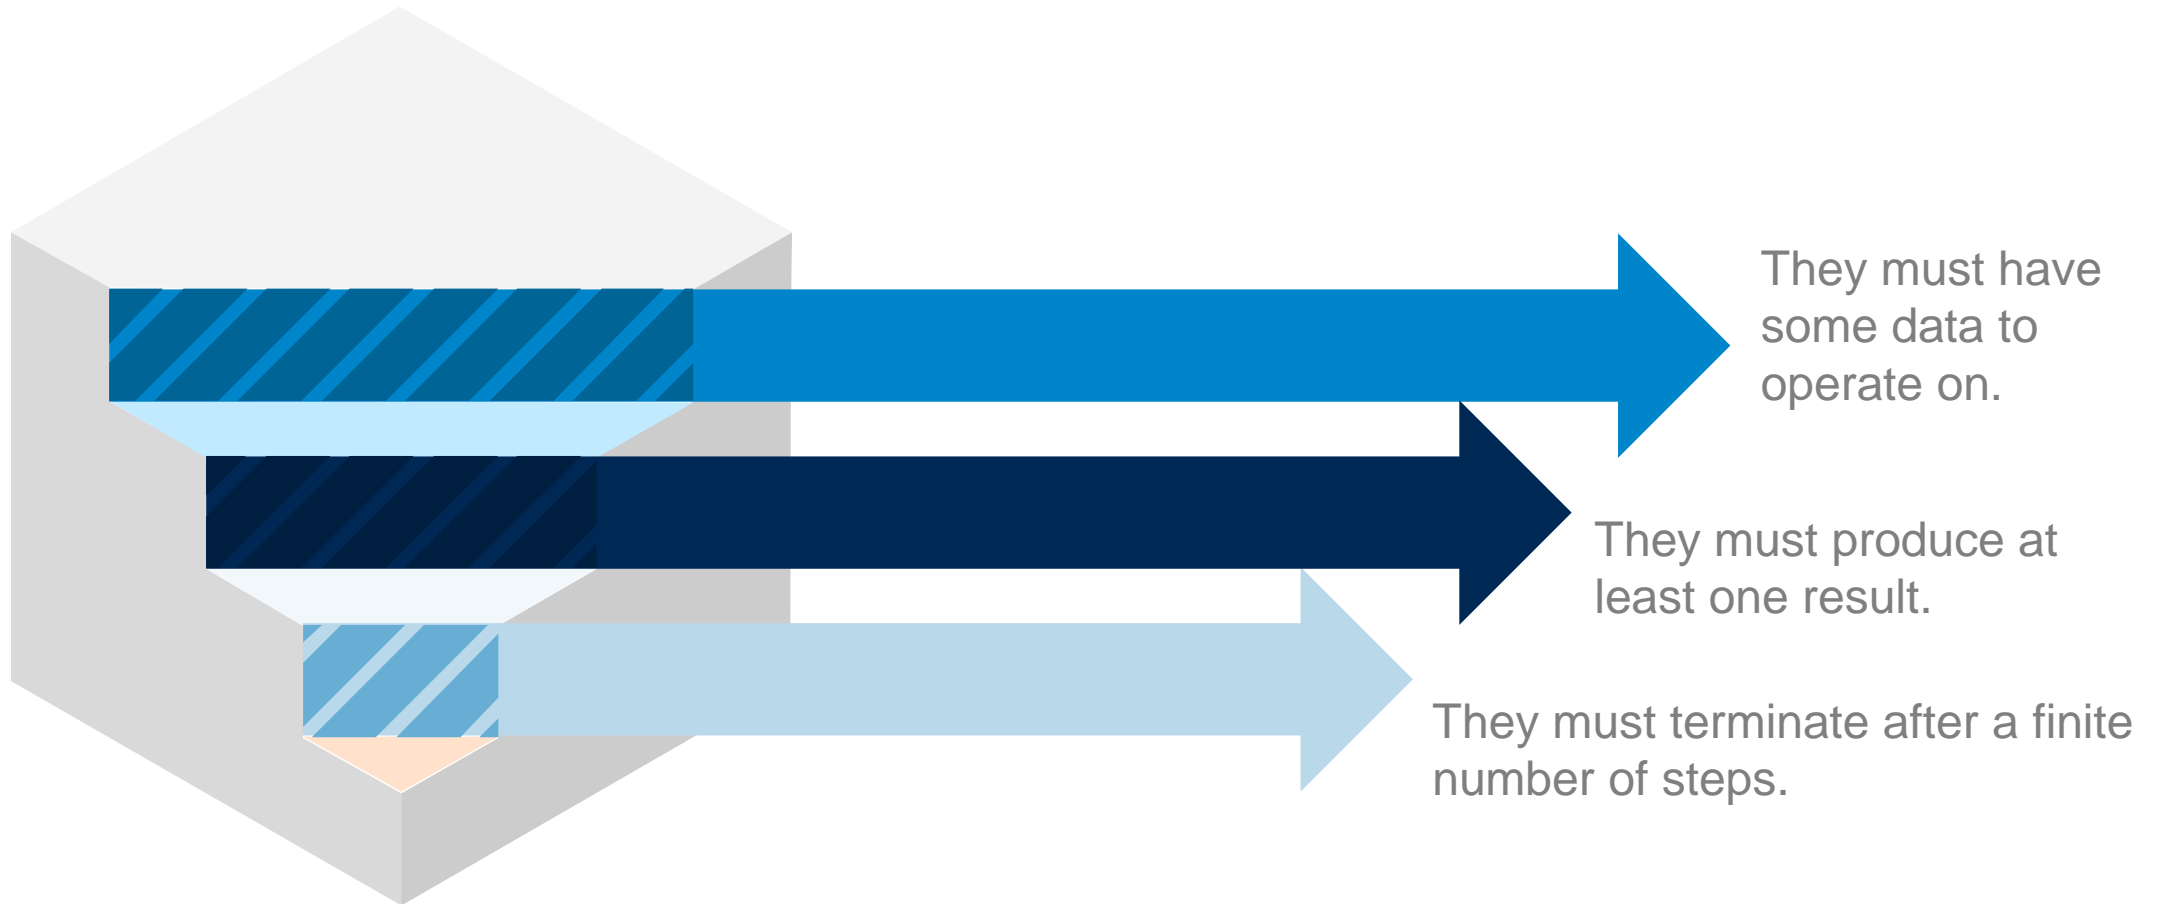 They must have
some data to
operate on.
They must produce at
least one result.
They must terminate after a finite
number of steps.